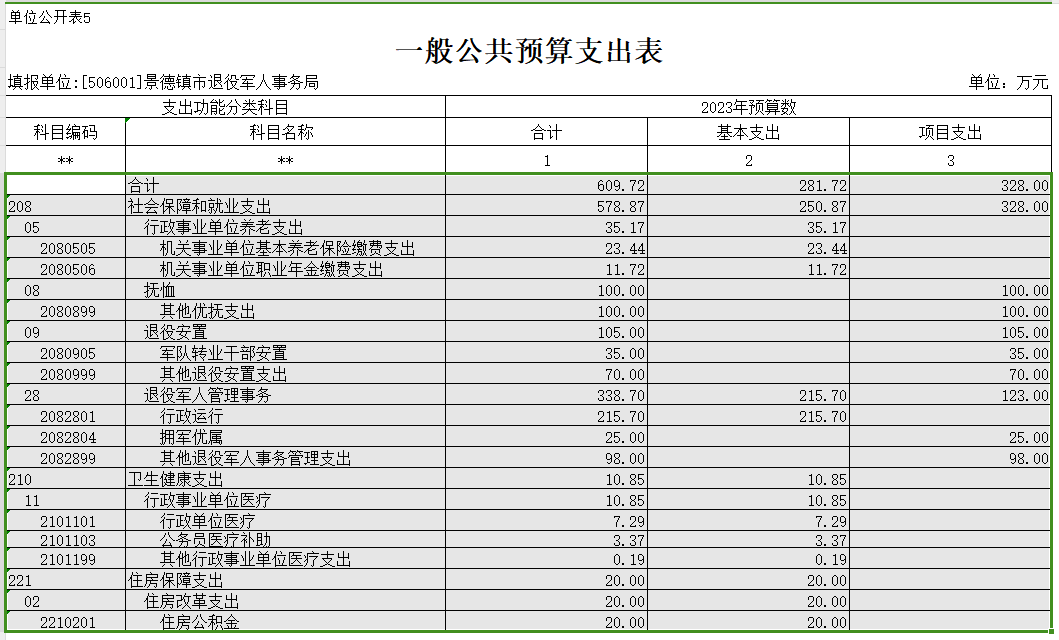 单位公开表5
一般公共预算支出表
填报单位:[506001]景德镇市退役军人事务局 单位：万元
支出功能分类科目 2023年预算数
科目编码 科目名称 合计 基本支出 项目支出
** ** 1 2 3
合计 609.72 281.72 328.00
208 社会保障和就业支出 578.87 250.87 328.00
05 行政事业单位养老支出 35.17 35.17
2080505 机关事业单位基本养老保险缴费支出 23.44 23.44
2080506 机关事业单位职业年金缴费支出 11.72 11.72
08 抚恤 100.00 100.00
2080899 其他优抚支出 100.00 100.00
09 退役安置 105.00 105.00
2080905 军队转业干部安置 35.00 35.00
2080999 其他退役安置支出 70.00 70.00
28 退役军人管理事务 338.70 215.70 123.00
2082801 行政运行 215.70 215.70
2082804 拥军优属 25.00 25.00
2082899 其他退役军人事务管理支出 98.00 98.00
210 卫生健康支出 10.85 10.85
11 行政事业单位医疗 10.85 10.85
2101101 行政单位医疗 7.29 7.29
2101103 公务员医疗补助 3.37 3.37
2101199 其他行政事业单位医疗支出 0.19 0.19
221 住房保障支出 20.00 20.00
02 住房改革支出 20.00 20.00
2210201 住房公积金 20.00 20.00